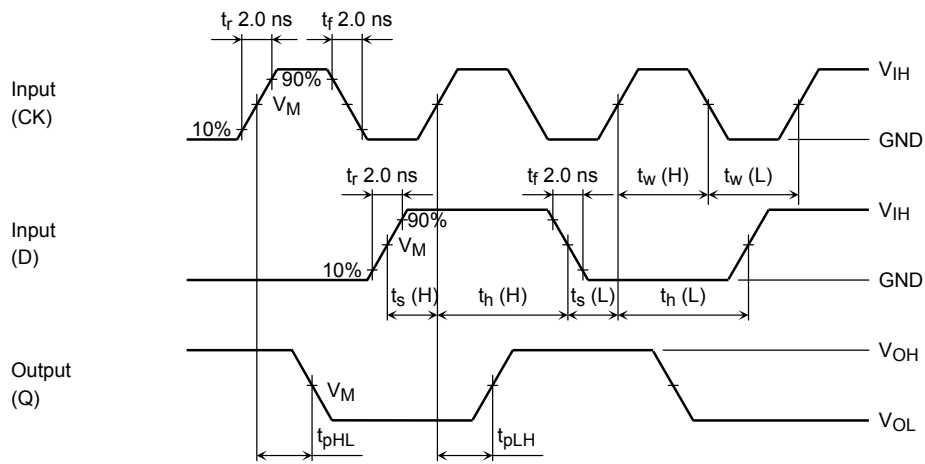 tr 2.0 ns
tf 2.0 ns
Input
(CK)
90%
VM
10%
VIH
GND
tr 2.0 ns
tf 2.0 ns
tw (H)
tw (L)
Input
(D)
90%
VM
10%
VIH
GND
ts (H)
th (H)
ts (L)
th (L)
Output
(Q)
VM
VOH
VOL
tpHL
tpLH